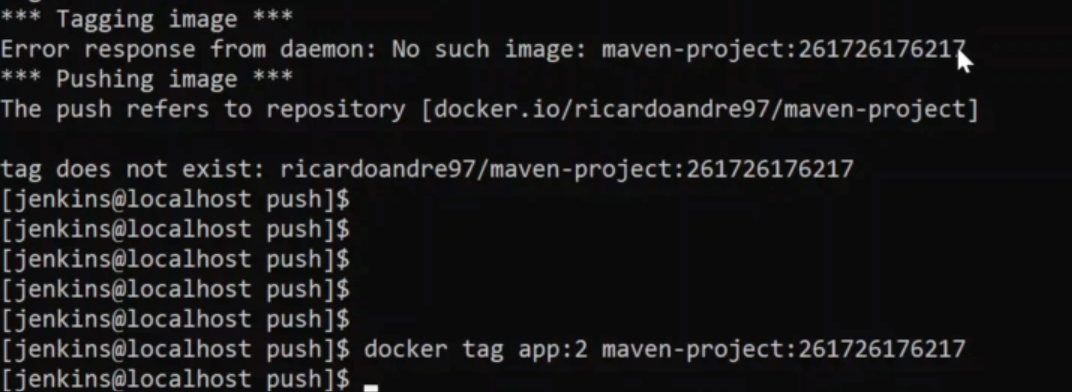 *** Tagging image ***
Error response from daemon: No such image: maven-project:261726176217
*** Pushing image ***
The push refers to repository [docker.io/ricardoandre97/maven-project]
tag does not exist: ricardoandre97/maven-project:261726176217
[jenkins@localhost push]$
[jenkins@localhost push]$
[jenkins@localhost push]$
[jenkins@localhost push]$
[jenkins@localhost push]$
[jenkins@localhost push]$ docker tag app:2 maven-project:261726176217
[jenkins@localhost push]$